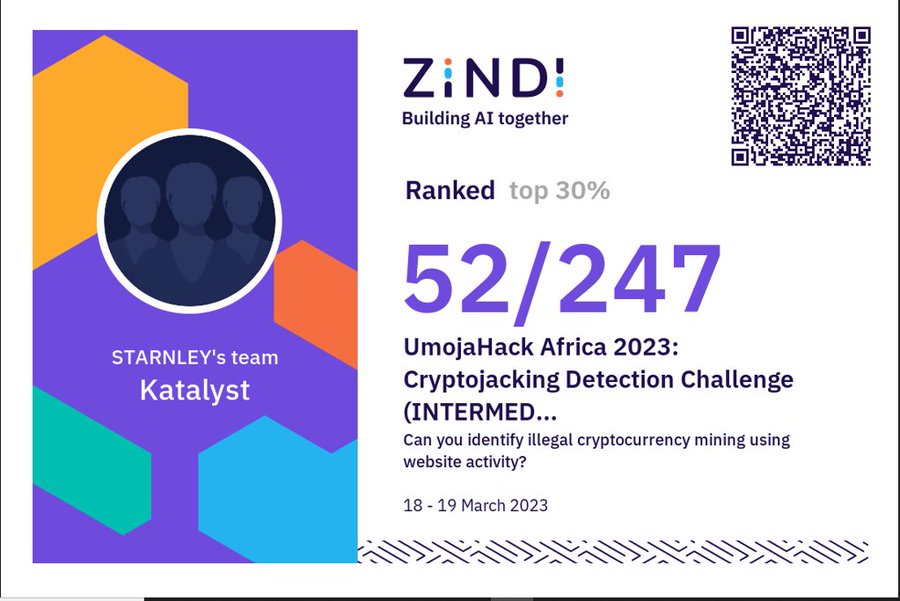 ZiNDI
Building AI together
Ranked top 30%
52/247
UmojaHack Africa 2023:
Cryptojacking Detection Challenge
(INTERMED...
Can you identify illegal cryptocurrency mining using
website activity?
18 - 19 March 2023
STARNLEY's team
Katalyst